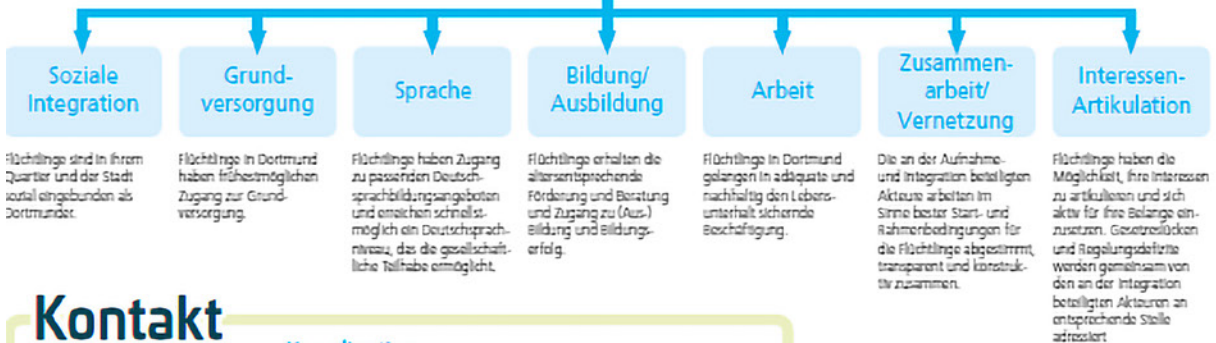 Soziale
Integration
Flüchtlinge sind in ihrem
Quartier und der Stadt
sozial eingebunden als
Dortmunder.
Grund-
versorgung
Flüchtlinge in Dortmund
haben frühestmöglichen
Zugang zur Grund-
versorgung.
Sprache
Flüchtlinge haben Zugang
zu passenden Deutsch-
sprachbildungsangeboten
und erreichen schnellst-
möglich ein Deutschsprach-
niveau, das die gesellschaft-
liche Teilhabe ermöglicht.
Bildung/
Ausbildung
Flüchtlinge erhalten die
altersentsprechende
Förderung und Beratung
und Zugang zu (Aus-)
Bildung und Bildungs-
erfolg.
Arbeit
Flüchtlinge in Dortmund
gelangen in adäquate und
nachhaltig den Lebens-
unterhalt sichernde
Beschäftigung.
Zusammen-
arbeit/
Vernetzung
Die an der Aufnahme-
und Integration beteiligten
Akteure arbeiten im
Sinne bester Start- und
Rahmenbedingungen für
die Flüchtlinge abgestimmt,
transparent und konstruk-
tiv zusammen.
Interessen-
Artikulation
Flüchtlinge haben die
Möglichkeit, ihre Interessen
zu artikulieren und sich
aktiv für ihre Belange ein-
zusetzen. Gesetzeslücken
und Regelungsdefizite
werden gemeinsam von
den an der Integration
beteiligten Akteuren an
entsprechende Stelle
adressiert
Kontakt